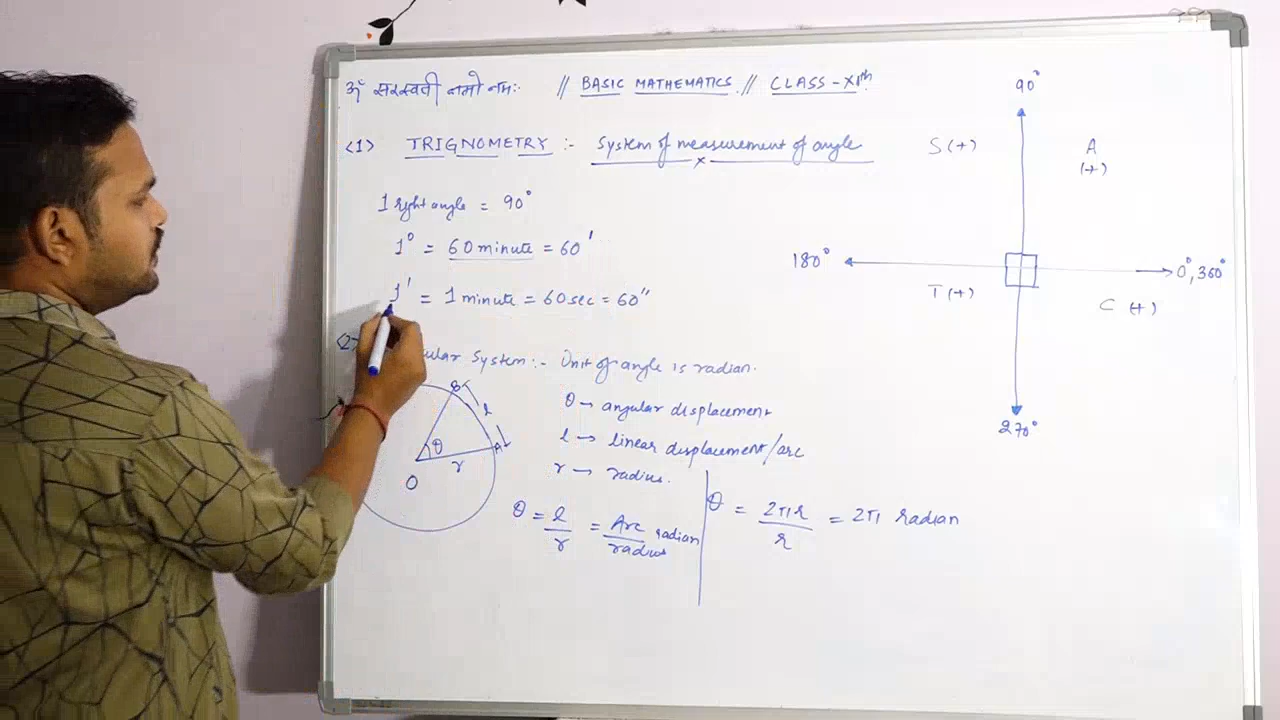 ॐ सरस्वती नमो नमः // BASIC MATHEMATICS // CLASS-XIth
<1> TRIGNOMETRY :- System of measurement of angle
1 right angle = 90°
1° = 60 minute = 60'
1' = 1 minute = 60 sec = 60"
<2> ular System:- Unit of angle is radian.
B
l
A
θ
r
O
θ → angular displacement
l → linear displacement/arc
r → radius.
θ = l/r = Arc/radius radian
θ = 2πr/r = 2π radian
90°
S (+)
A
(+)
180°
0°, 360°
T (+)
C (+)
270°